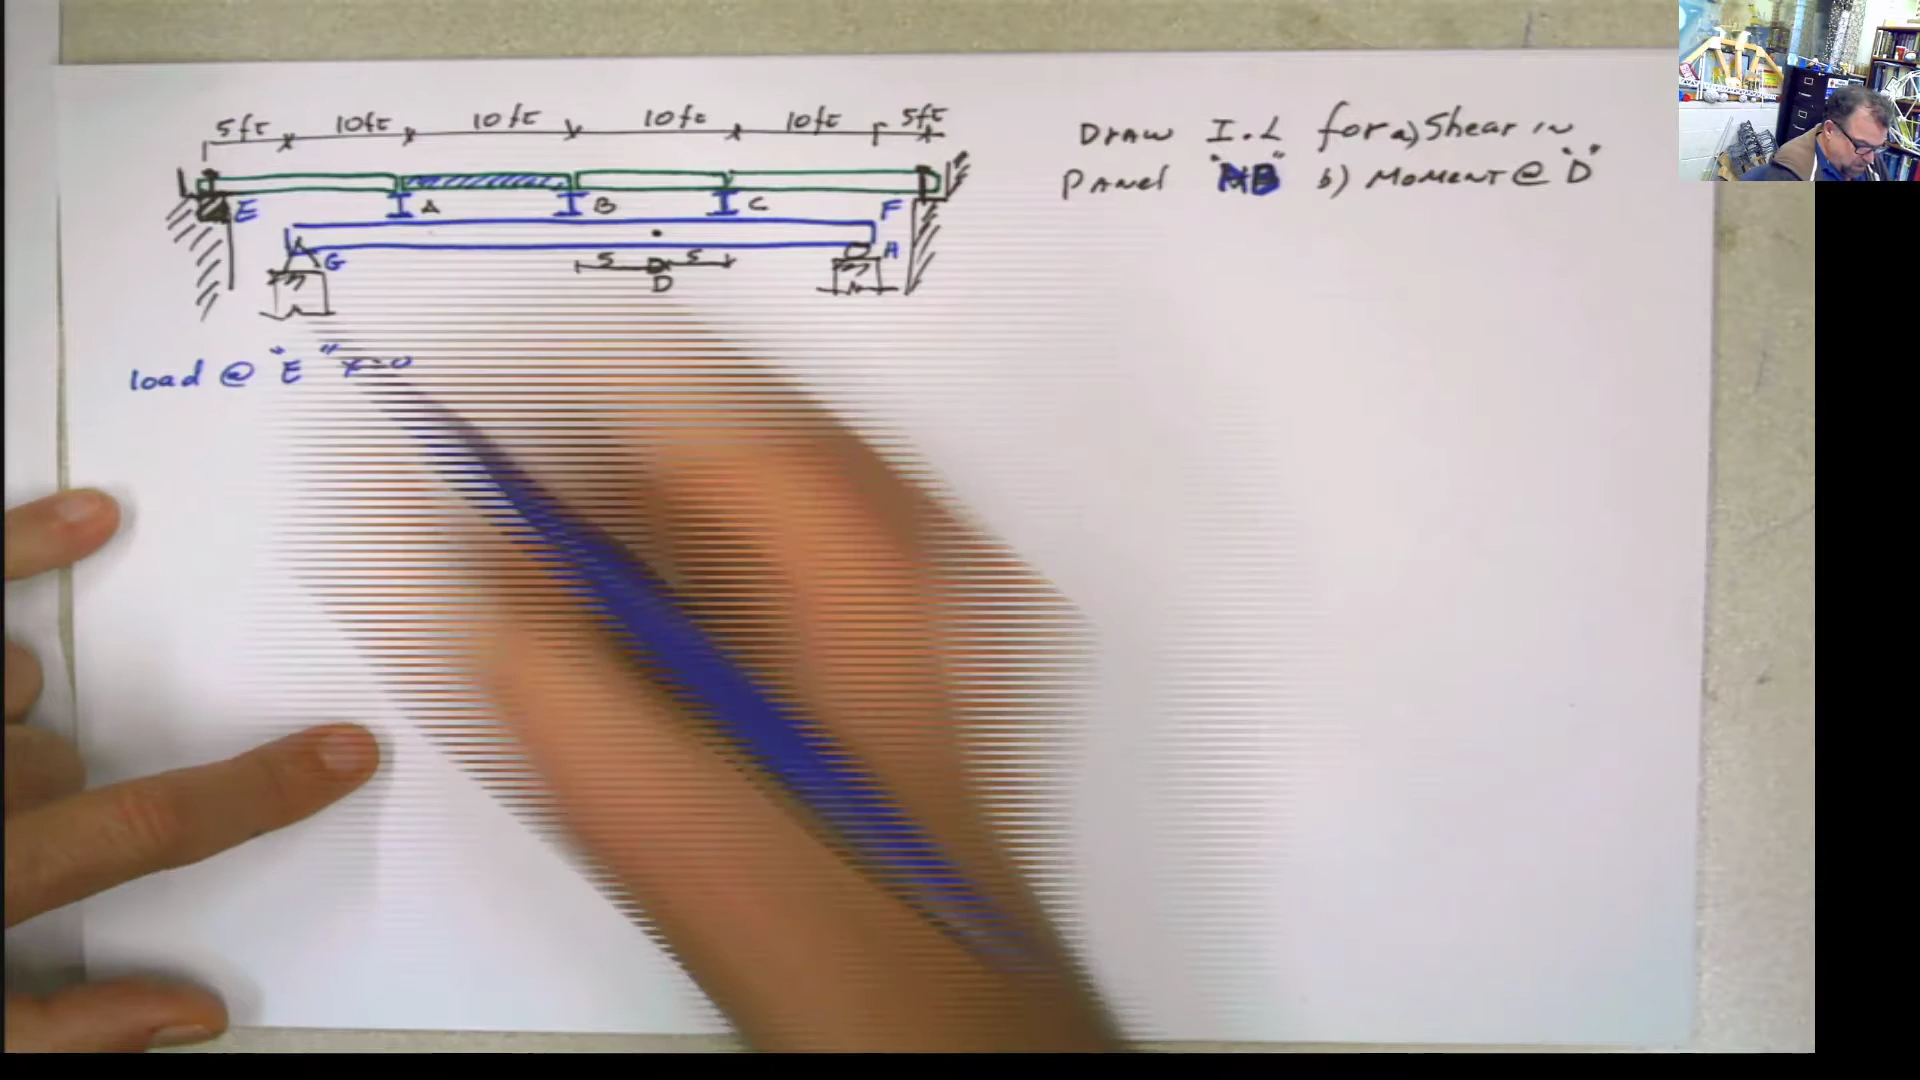 5ft 10ft 10ft 10ft 10ft 5ft
Draw I.L for a) Shear in
Panel "AB" b) Moment @ "D"
E A B C F
G H
5 5
D
load @ "E" x=0